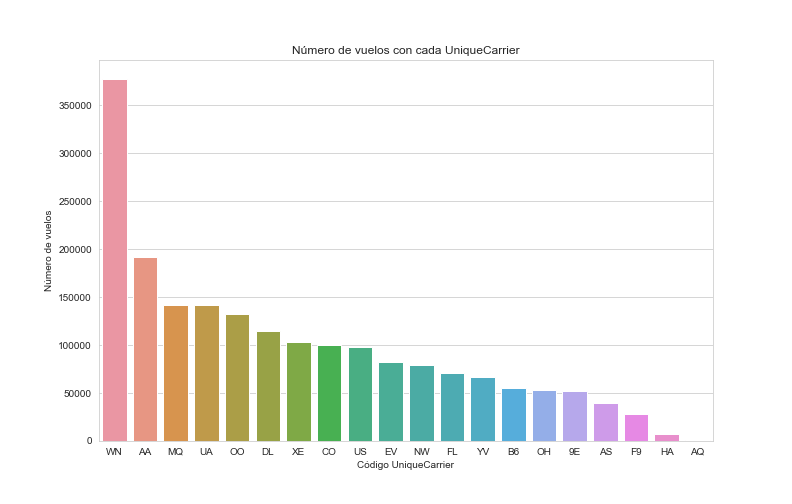 Número de vuelos con cada UniqueCarrier
350000
300000
250000
200000
150000
100000
50000
0
Número de vuelos
WN AA MQ UA OO DL XE CO US EV NW FL YV B6 OH 9E AS F9 HA AQ
Código UniqueCarrier